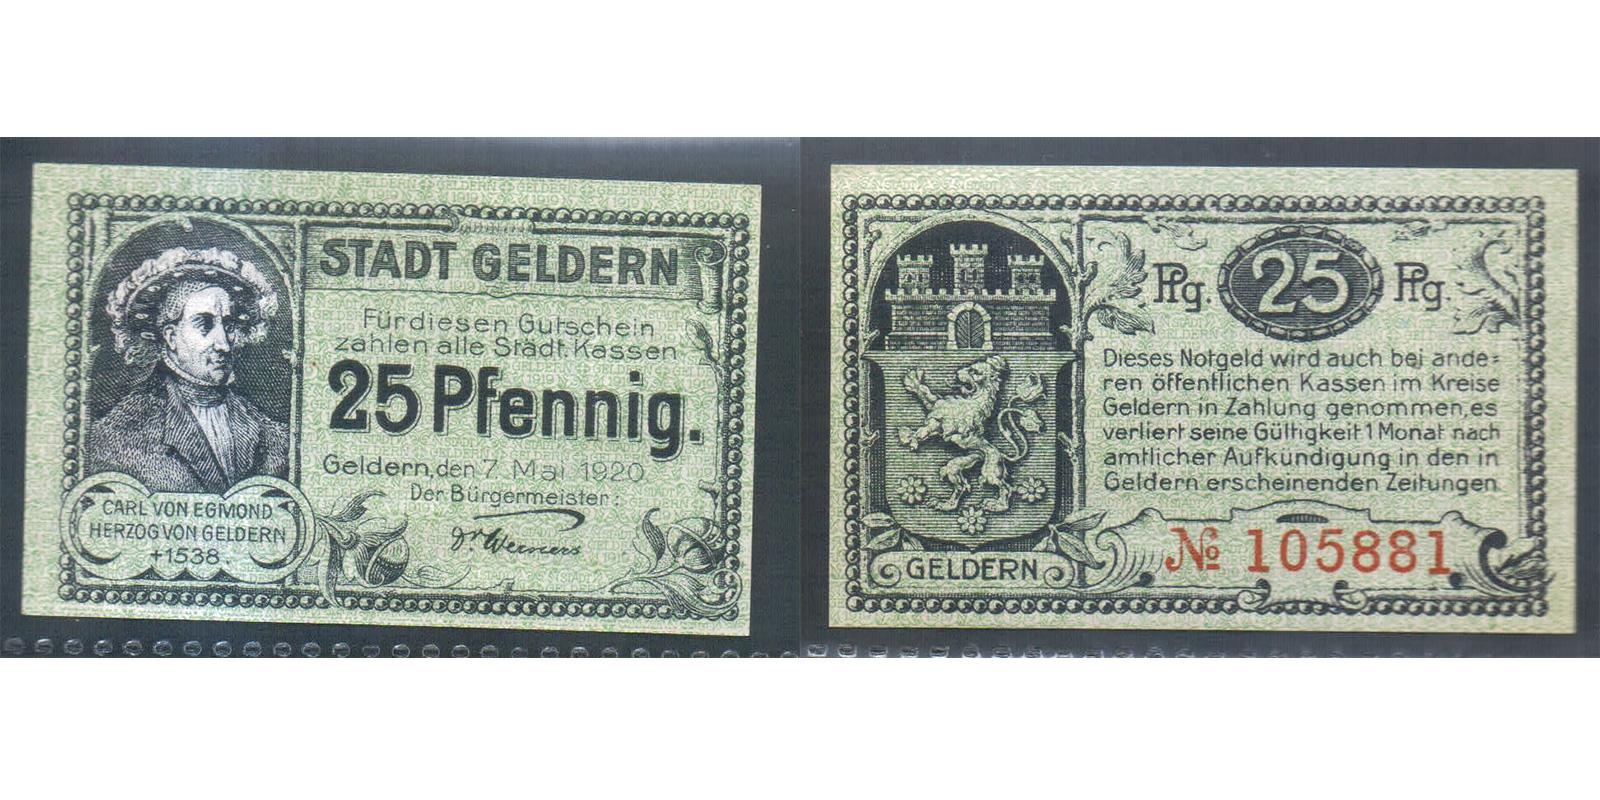 STADT GELDERN
Für diesen Gutschein
zahlen alle Städt. Kassen
25 Pfennig.
Geldern, den 7 Mai 1920
Der Bürgermeister:
Dr Werners
CARL VON EGMOND
HERZOG VON GELDERN
+1538.
Pfg. 25 Pfg.
Dieses Notgeld wird auch bei ande=
ren öffentlichen Kassen im Kreise
Geldern in Zahlung genommen, es
verliert seine Gültigkeit 1 Monat nach
amtlicher Aufkündigung in den in
Geldern erscheinenden Zeitungen
GELDERN
№ 105881